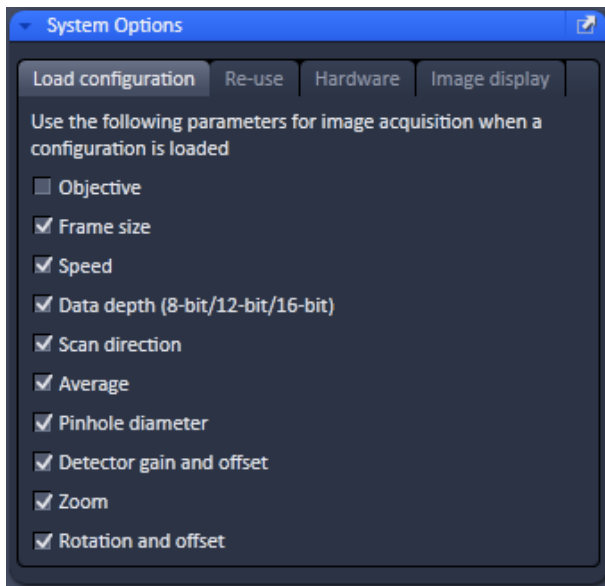 System Options
Load configuration Re-use Hardware Image display
Use the following parameters for image acquisition when a
configuration is loaded
Objective
Frame size
Speed
Data depth (8-bit/12-bit/16-bit)
Scan direction
Average
Pinhole diameter
Detector gain and offset
Zoom
Rotation and offset